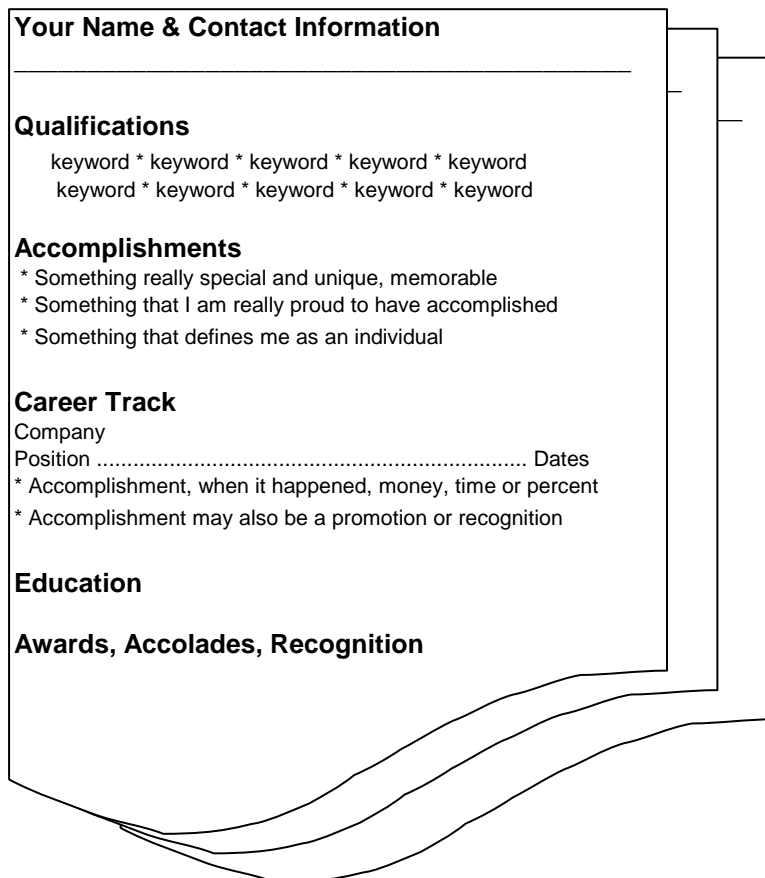 Your Name & Contact Information
_______________________________________________
Qualifications
keyword * keyword * keyword * keyword * keyword
keyword * keyword * keyword * keyword * keyword
Accomplishments
* Something really special and unique, memorable
* Something that I am really proud to have accomplished
* Something that defines me as an individual
Career Track
Company
Position ....................................................................... Dates
* Accomplishment, when it happened, money, time or percent
* Accomplishment may also be a promotion or recognition
Education
Awards, Accolades, Recognition